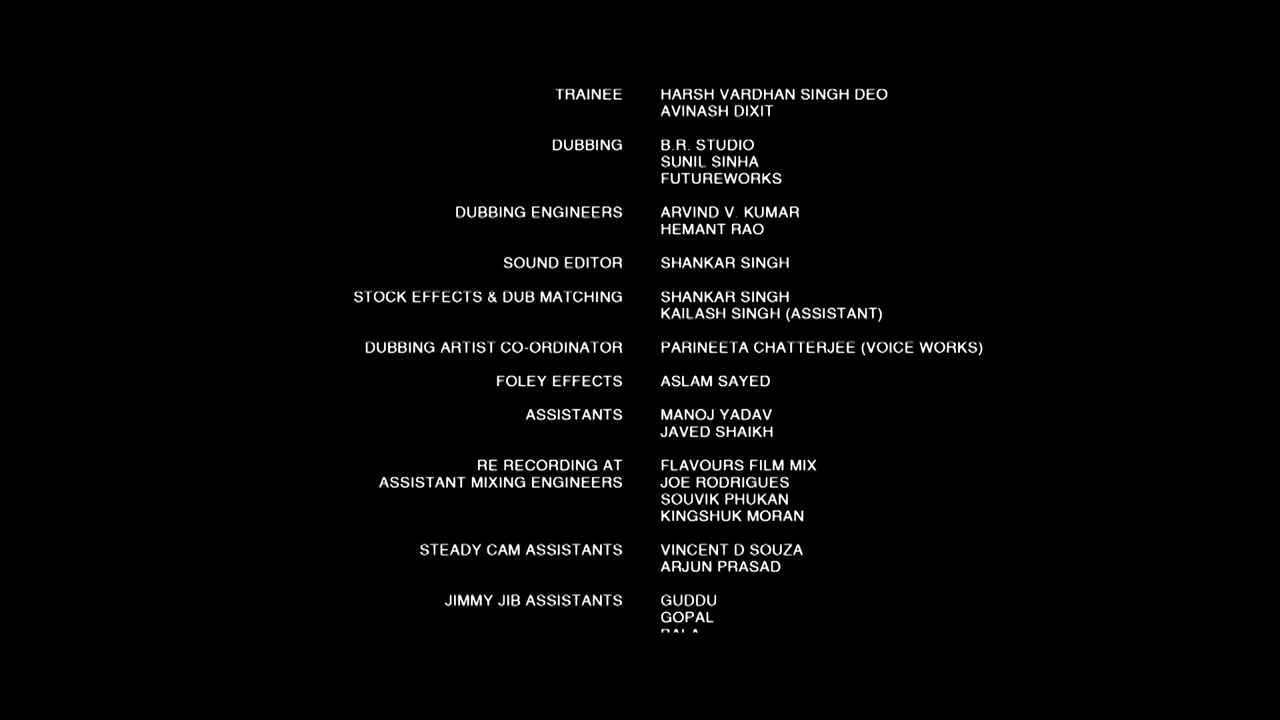 TRAINEE HARSH VARDHAN SINGH DEO
AVINASH DIXIT
DUBBING B.R. STUDIO
SUNIL SINHA
FUTUREWORKS
DUBBING ENGINEERS ARVIND V. KUMAR
HEMANT RAO
SOUND EDITOR SHANKAR SINGH
STOCK EFFECTS & DUB MATCHING SHANKAR SINGH
KAILASH SINGH (ASSISTANT)
DUBBING ARTIST CO-ORDINATOR PARINEETA CHATTERJEE (VOICE WORKS)
FOLEY EFFECTS ASLAM SAYED
ASSISTANTS MANOJ YADAV
JAVED SHAIKH
RE RECORDING AT FLAVOURS FILM MIX
ASSISTANT MIXING ENGINEERS JOE RODRIGUES
SOUVIK PHUKAN
KINGSHUK MORAN
STEADY CAM ASSISTANTS VINCENT D SOUZA
ARJUN PRASAD
JIMMY JIB ASSISTANTS GUDDU
GOPAL